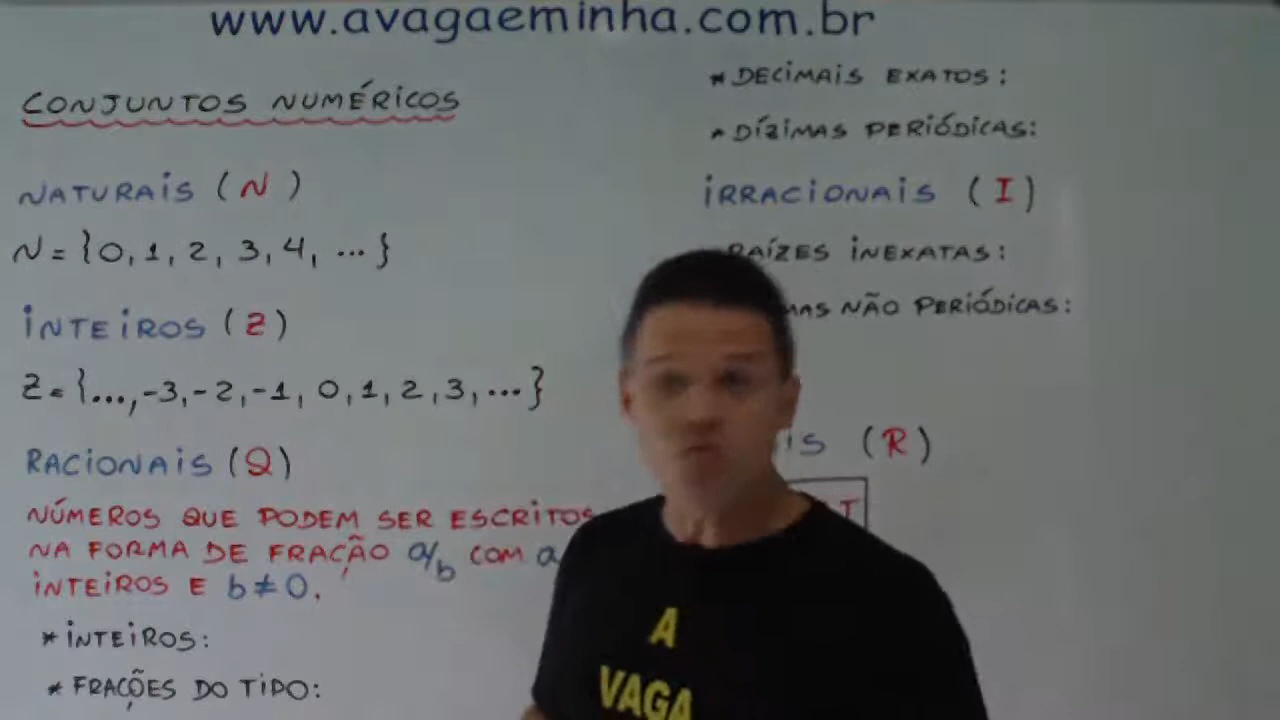 www.avagaeminha.com.br
CONJUNTOS NUMÉRICOS
NATURAIS (N)
N = {0, 1, 2, 3, 4, ... }
INTEIROS (Z)
Z = {..., -3, -2, -1, 0, 1, 2, 3, ... }
RACIONAIS (Q)
NÚMEROS QUE PODEM SER ESCRITOS
NA FORMA DE FRAÇÃO a/b COM a
INTEIROS E b ≠ 0.
* INTEIROS:
* FRAÇÕES DO TIPO:
* DECIMAIS EXATOS:
* DÍZIMAS PERIÓDICAS:
IRRACIONAIS (I)
RAÍZES INEXATAS:
NÃO PERIÓDICAS:
(R)
I
A
VAGA